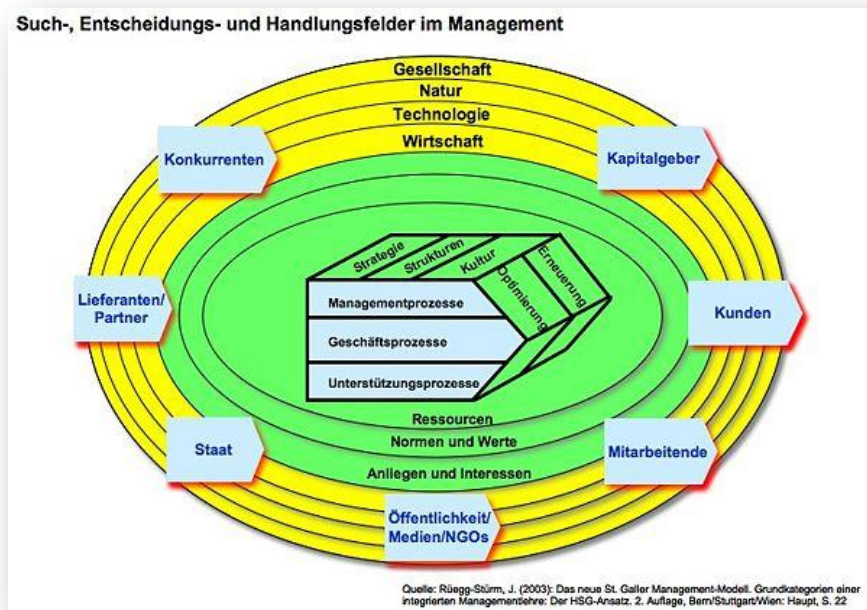 Such-, Entscheidungs- und Handlungsfelder im Management
Gesellschaft
Natur
Technologie
Wirtschaft
Konkurrenten
Kapitalgeber
Lieferanten/
Partner
Kunden
Strategie
Strukturen
Kultur
Optimierung
Erneuerung
Managementprozesse
Geschäftsprozesse
Unterstützungsprozesse
Ressourcen
Normen und Werte
Anliegen und Interessen
Staat
Mitarbeitende
Öffentlichkeit/
Medien/NGOs
Quelle: Rüegg-Stürm, J. (2003): Das neue St. Galler Management-Modell. Grundkategorien einer
integrierten Managementlehre: Der HSG-Ansatz. 2. Auflage, Bern/Stuttgart/Wien: Haupt, S. 22